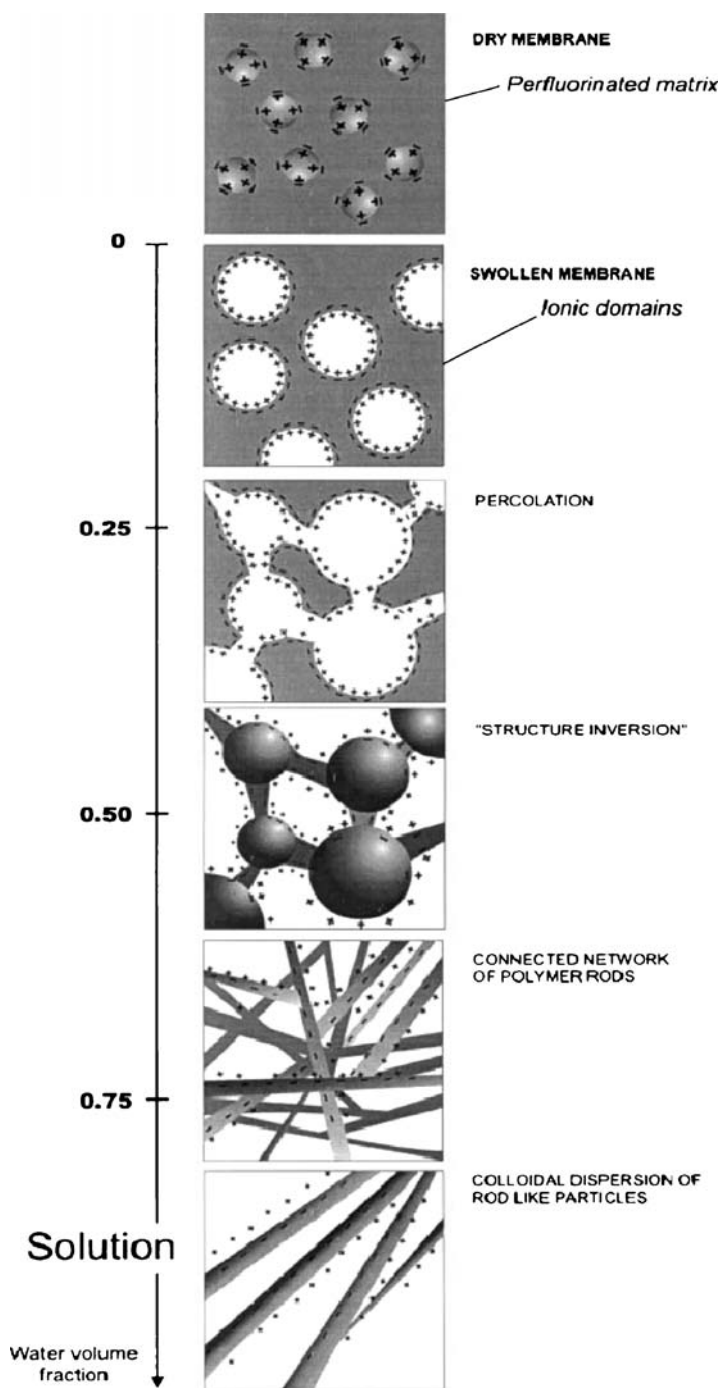 DRY MEMBRANE
Perfluorinated matrix
0
SWOLLEN MEMBRANE
Ionic domains
PERCOLATION
0.25
"STRUCTURE INVERSION"
0.50
CONNECTED NETWORK
OF POLYMER RODS
0.75
COLLOIDAL DISPERSION OF
ROD LIKE PARTICLES
Solution
Water volume
fraction